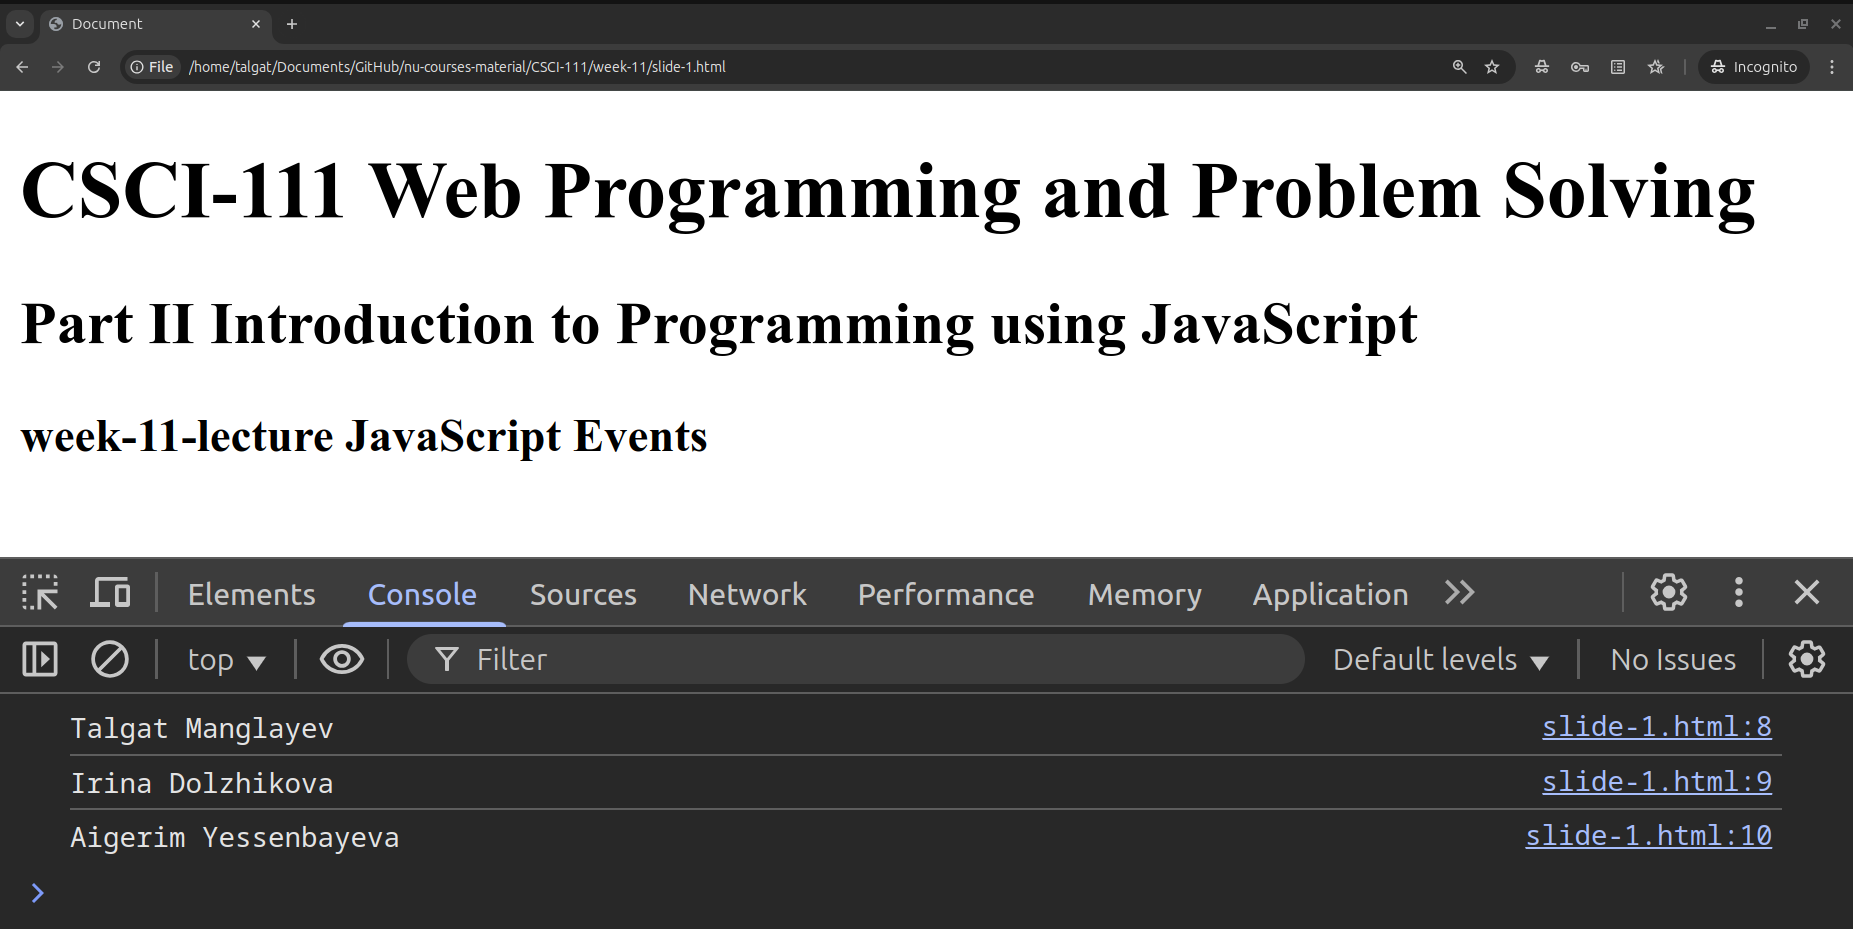 Document
File /home/talgat/Documents/GitHub/nu-courses-material/CSCI-111/week-11/slide-1.html Incognito
CSCI-111 Web Programming and Problem Solving
Part II Introduction to Programming using JavaScript
week-11-lecture JavaScript Events
Elements Console Sources Network Performance Memory Application
top Filter Default levels No Issues
Talgat Manglayev slide-1.html:8
Irina Dolzhikova slide-1.html:9
Aigerim Yessenbayeva slide-1.html:10